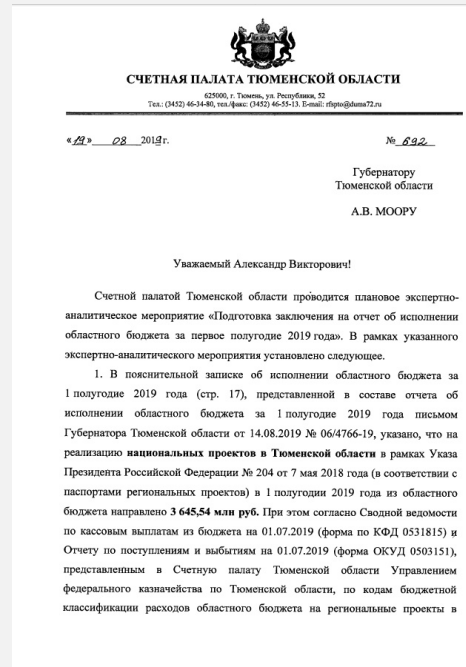 СЧЕТНАЯ ПАЛАТА ТЮМЕНСКОЙ ОБЛАСТИ
625000, г. Тюмень, ул. Республики, 52
Тел.: (3452) 46-34-80, тел./факс: (3452) 46-55-13. E-mail: rfspto@duma72.ru
«19» 08 2019г. № 692
Губернатору
Тюменской области
А.В. МООРУ
Уважаемый Александр Викторович!
Счетной палатой Тюменской области проводится плановое экспертно-
аналитическое мероприятие «Подготовка заключения на отчет об исполнении
областного бюджета за первое полугодие 2019 года». В рамках указанного
экспертно-аналитического мероприятия установлено следующее.
1. В пояснительной записке об исполнении областного бюджета за
1 полугодие 2019 года (стр. 17), представленной в составе отчета об
исполнении областного бюджета за 1 полугодие 2019 года письмом
Губернатора Тюменской области от 14.08.2019 № 06/4766-19, указано, что на
реализацию национальных проектов в Тюменской области в рамках Указа
Президента Российской Федерации № 204 от 7 мая 2018 года (в соответствии с
паспортами региональных проектов) в 1 полугодии 2019 года из областного
бюджета направлено 3 645,54 млн руб. При этом согласно Сводной ведомости
по кассовым выплатам из бюджета на 01.07.2019 (форма по КФД 0531815) и
Отчету по поступлениям и выбытиям на 01.07.2019 (форма ОКУД 0503151),
представленным в Счетную палату Тюменской области Управлением
федерального казначейства по Тюменской области, по кодам бюджетной
классификации расходов областного бюджета на региональные проекты в